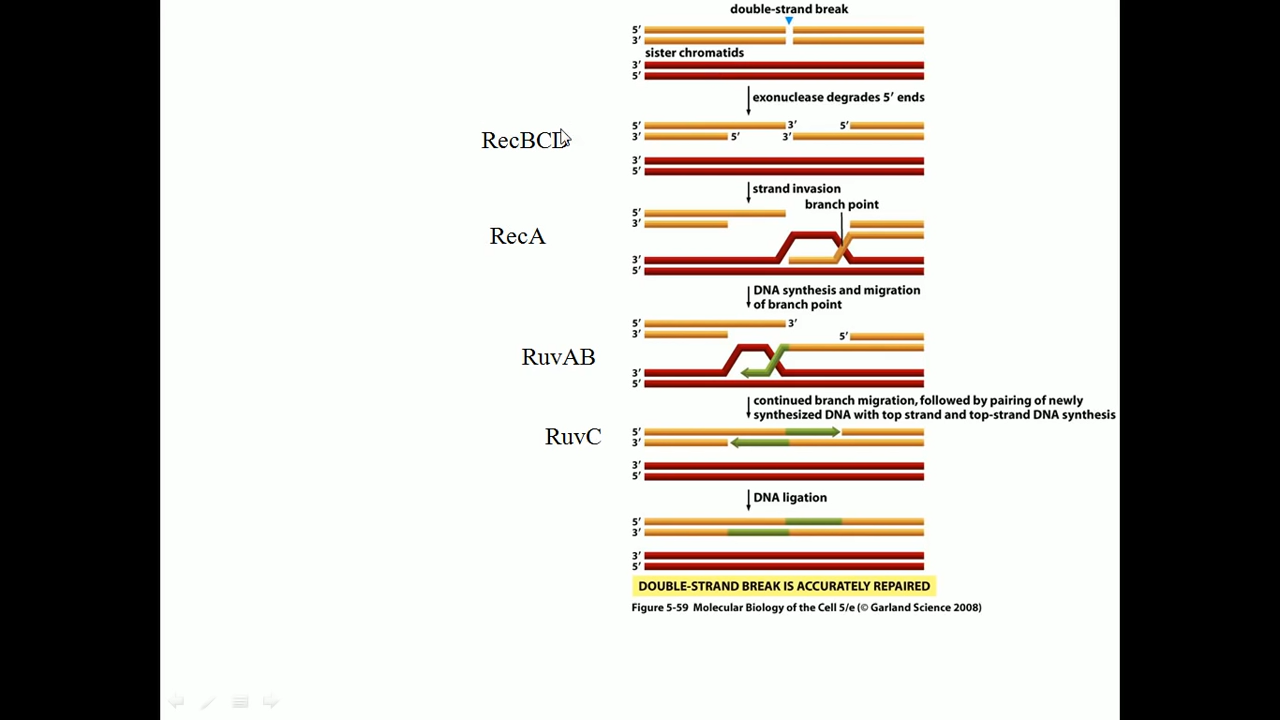 double-strand break
5′
3′
sister chromatids
3′
5′
exonuclease degrades 5′ ends
RecBCD
5′ 3′ 5′
3′ 5′ 3′
3′
5′
strand invasion
branch point
RecA
5′
3′
3′
5′
DNA synthesis and migration
of branch point
5′ 3′
3′ 5′
RuvAB
3′
5′
continued branch migration, followed by pairing of newly
synthesized DNA with top strand and top-strand DNA synthesis
RuvC
5′
3′
3′
5′
DNA ligation
5′
3′
3′
5′
DOUBLE-STRAND BREAK IS ACCURATELY REPAIRED
Figure 5-59 Molecular Biology of the Cell 5/e (© Garland Science 2008)